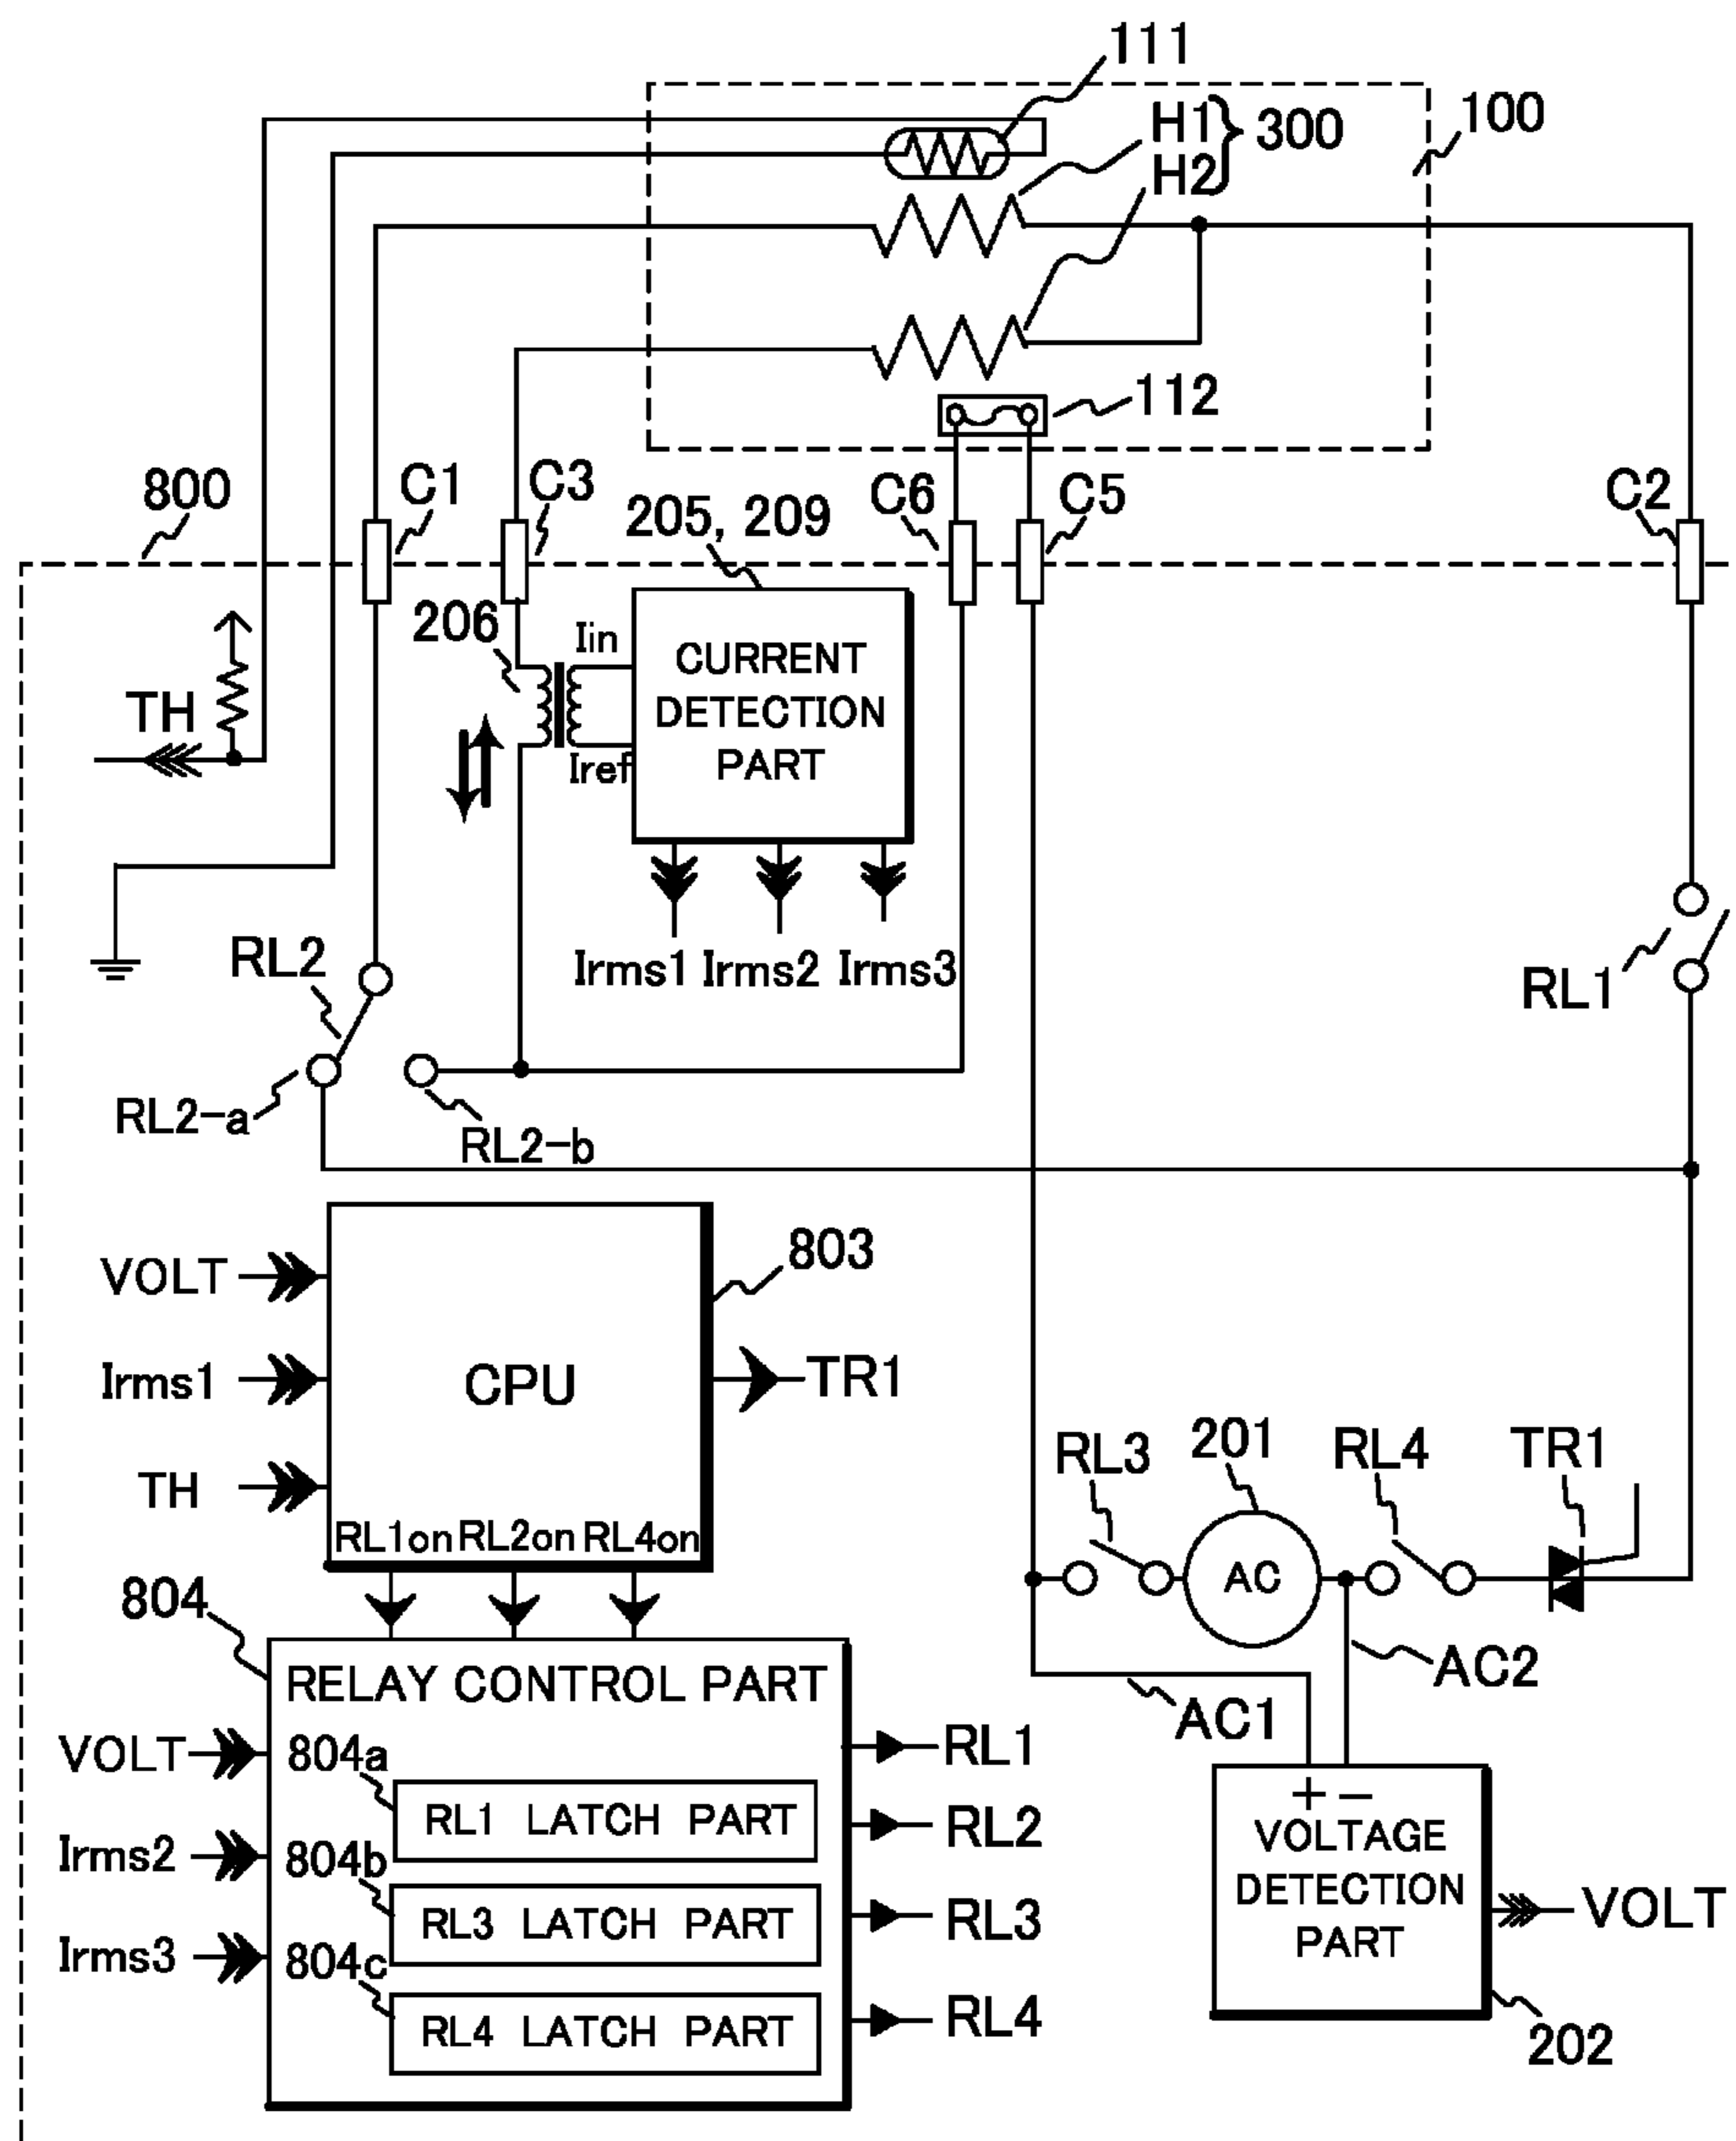 111
H1
H2
300
100
112
800
C1
C3
205, 209
C6
C5
C2
206
Iin
CURRENT
DETECTION
PART
Iref
TH
Irms1
Irms2
Irms3
RL2
RL1
RL2-a
RL2-b
803
VOLT
Irms1
TH
CPU
TR1
RL1on
RL2on
RL4on
RL3
201
RL4
TR1
AC
AC2
AC1
804
RELAY CONTROL PART
VOLT
804a
RL1 LATCH PART
Irms2
804b
RL3 LATCH PART
Irms3
804c
RL4 LATCH PART
RL1
RL2
RL3
RL4
+ −
VOLTAGE
DETECTION
PART
VOLT
202